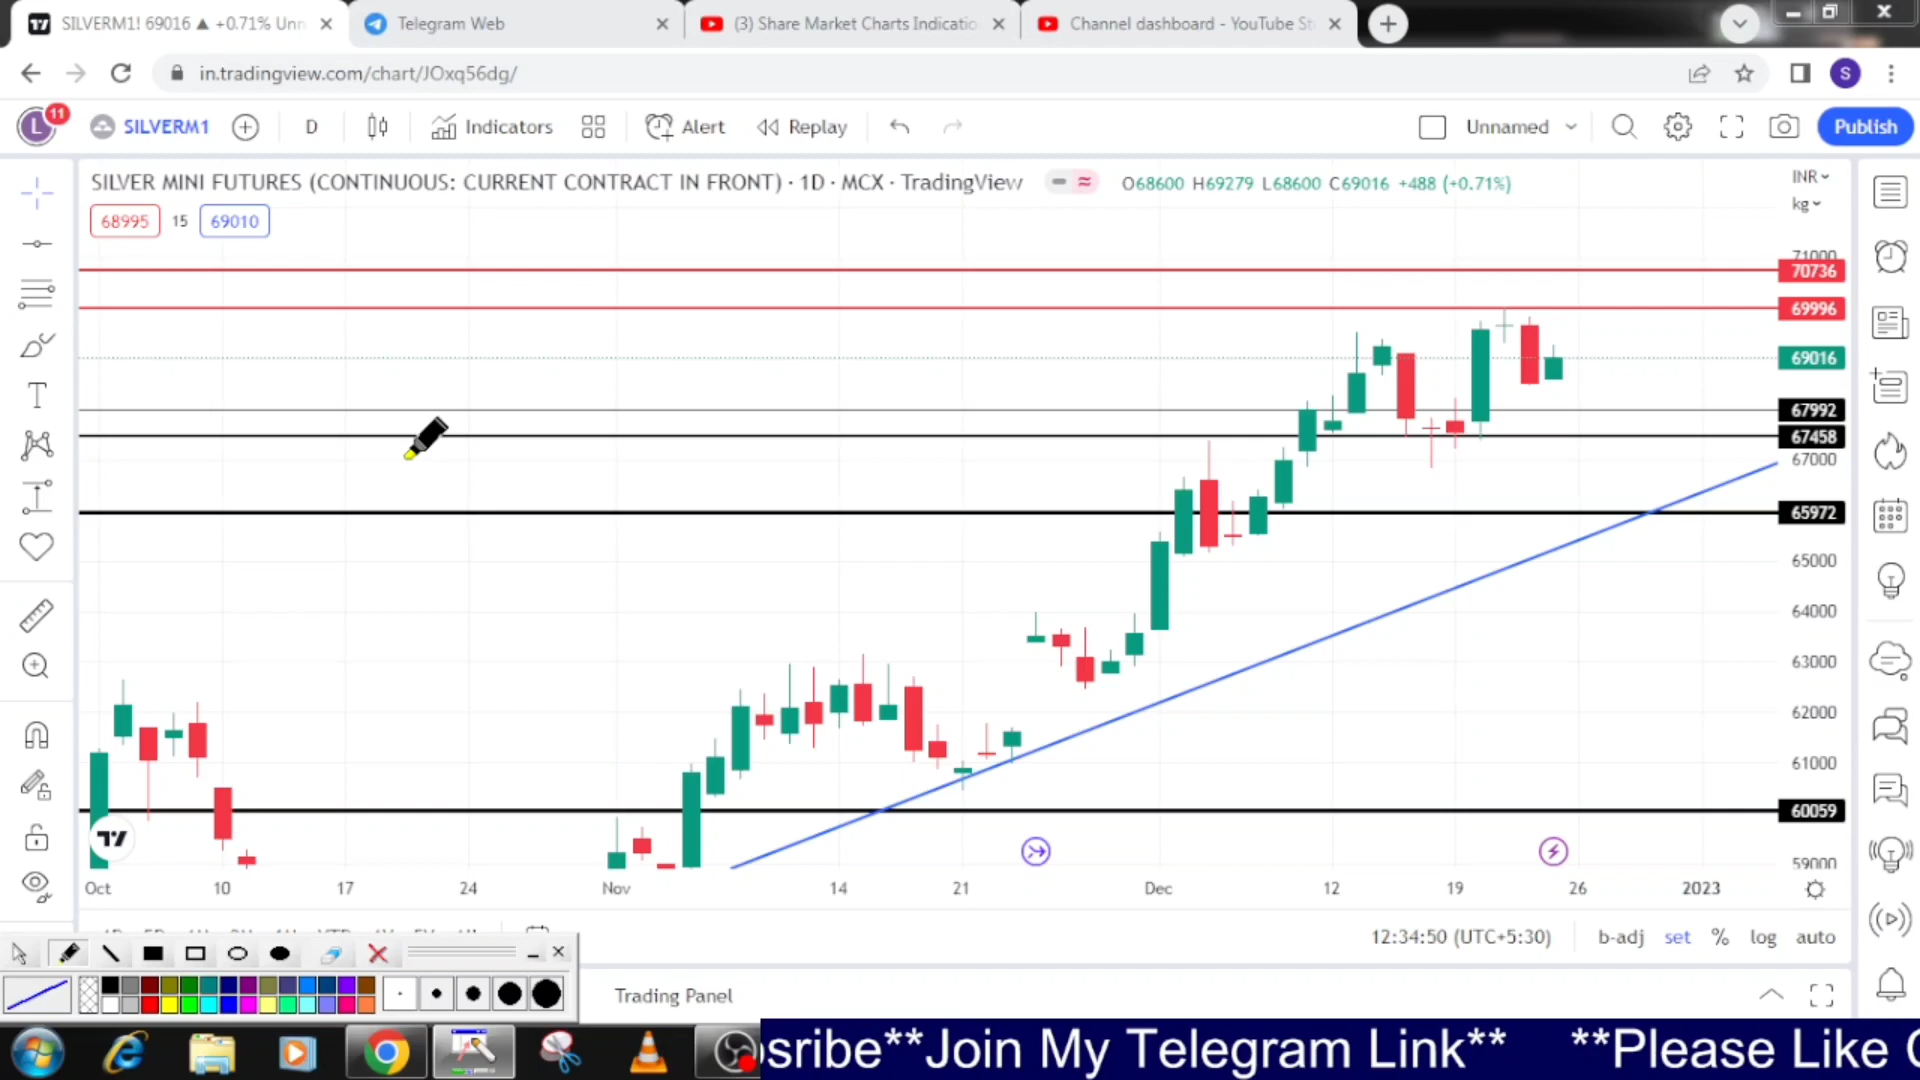 SILVERM1! 69016 ▲ +0.71% Unn
Telegram Web
(3) Share Market Charts Indicatio
Channel dashboard - YouTube St
in.tradingview.com/chart/JOxq56dg/
S
L
11
SILVERM1
D
Indicators
Alert
Replay
Unnamed
Publish
SILVER MINI FUTURES (CONTINUOUS: CURRENT CONTRACT IN FRONT) · 1D · MCX · TradingView
O68600 H69279 L68600 C69016 +488 (+0.71%)
INR
kg
68995
15
69010
71000
70736
69996
69016
67992
67458
67000
65972
65000
64000
63000
62000
61000
60059
59000
Oct
10
17
24
Nov
14
21
Dec
12
19
26
2023
12:34:50 (UTC+5:30)
b-adj
set
%
log
auto
Trading Panel
sribe**Join My Telegram Link**
**Please Like